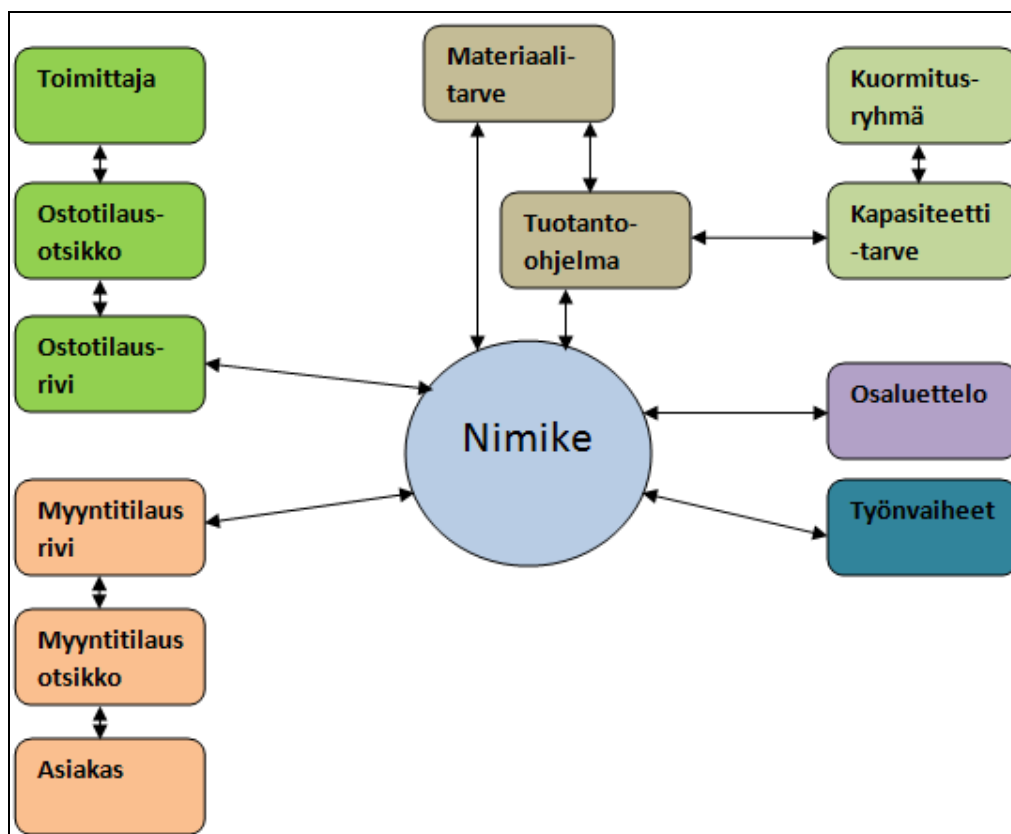 Toimittaja
Ostotilaus-
otsikko
Ostotilaus-
rivi
Myyntitilaus
rivi
Myyntitilaus
otsikko
Asiakas
Materiaali-
tarve
Tuotanto-
ohjelma
Nimike
Kuormitus-
ryhmä
Kapasiteetti
-tarve
Osaluettelo
Työnvaiheet